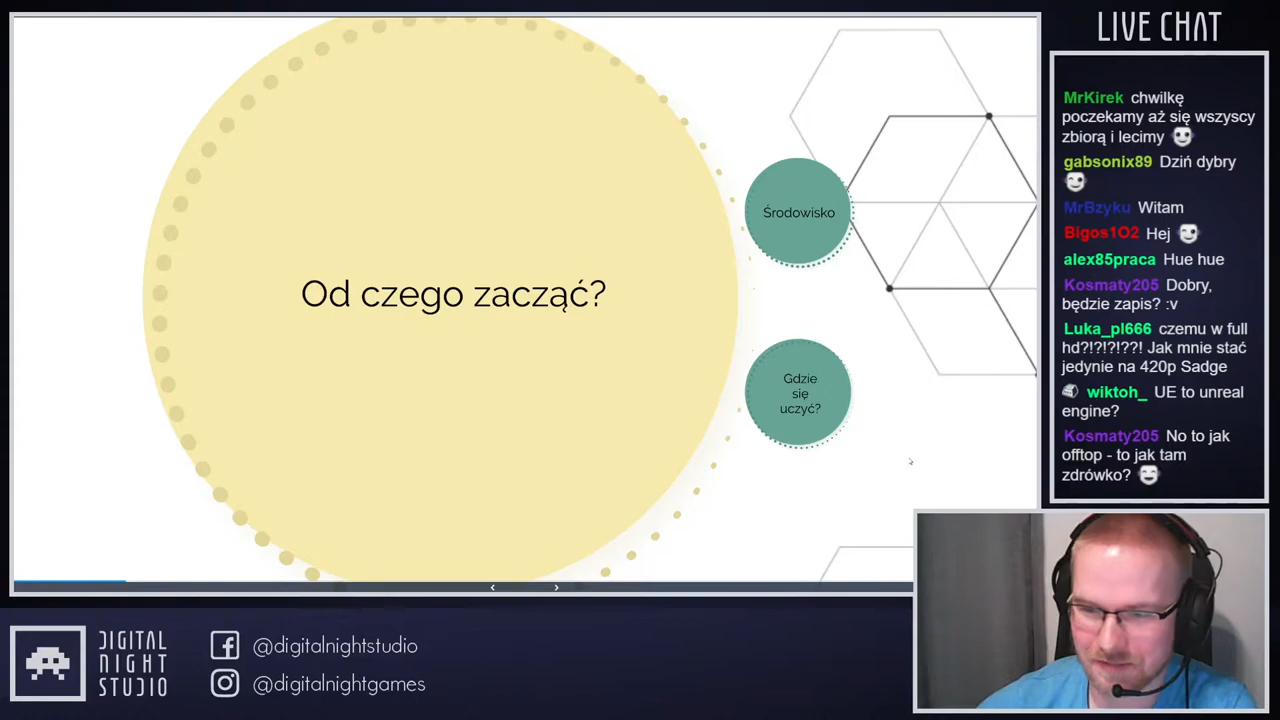 Od czego zacząć?
Środowisko
Gdzie
się
uczyć?
LIVE CHAT
MrKirek chwilkę
poczekamy aż się wszyscy
zbiorą i lecimy
gabsonix89 Dziń dybry
MrBzyku Witam
Bigos1O2 Hej
alex85praca Hue hue
Kosmaty205 Dobry,
będzie zapis? :v
Luka_pl666 czemu w full
hd?!?!?!??! Jak mnie stać
jedynie na 420p Sadge
wiktoh_ UE to unreal
engine?
Kosmaty205 No to jak
offtop - to jak tam
zdrówko?
DIGITAL
NIGHT
STUDIO
@digitalnightstudio
@digitalnightgames